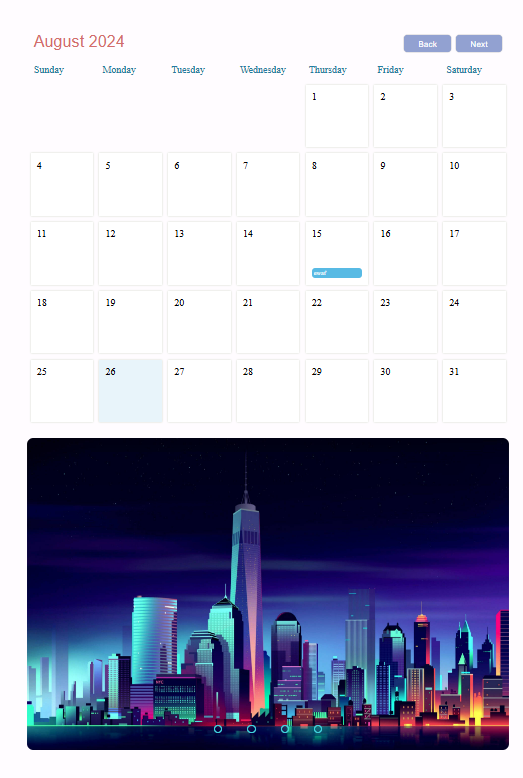 August 2024
Back Next
Sunday Monday Tuesday Wednesday Thursday Friday Saturday
1 2 3
4 5 6 7 8 9 10
11 12 13 14 15 16 17
18 19 20 21 22 23 24
25 26 27 28 29 30 31